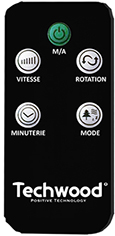 M/A
VITESSE ROTATION
MINUTERIE MODE
Techwood®
POSITIVE TECHNOLOGY